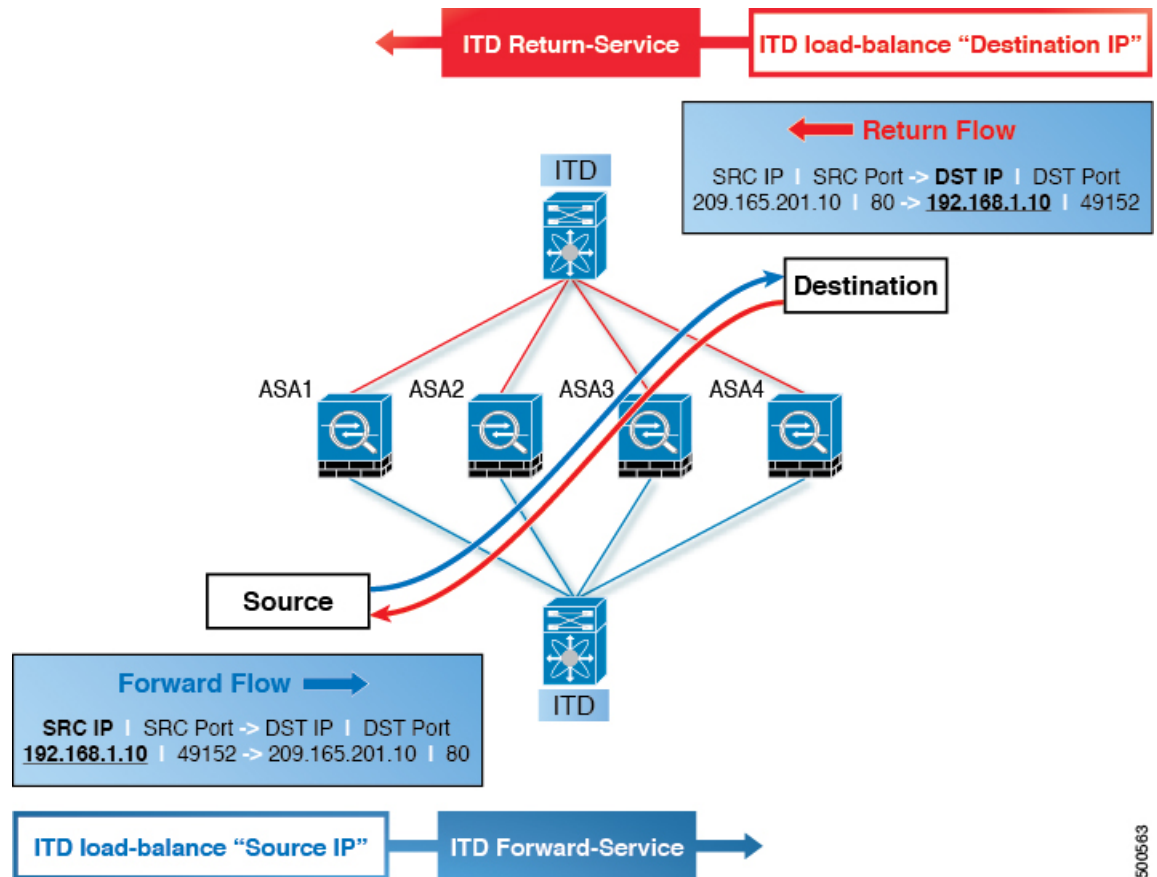 ITD Return-Service
ITD load-balance “Destination IP”
Return Flow
SRC IP | SRC Port -> DST IP | DST Port
209.165.201.10 | 80 -> 192.168.1.10 | 49152
ITD
Destination
ASA1
ASA2
ASA3
ASA4
Source
ITD
Forward Flow
SRC IP | SRC Port -> DST IP | DST Port
192.168.1.10 | 49152 -> 209.165.201.10 | 80
ITD load-balance “Source IP”
ITD Forward-Service
500563